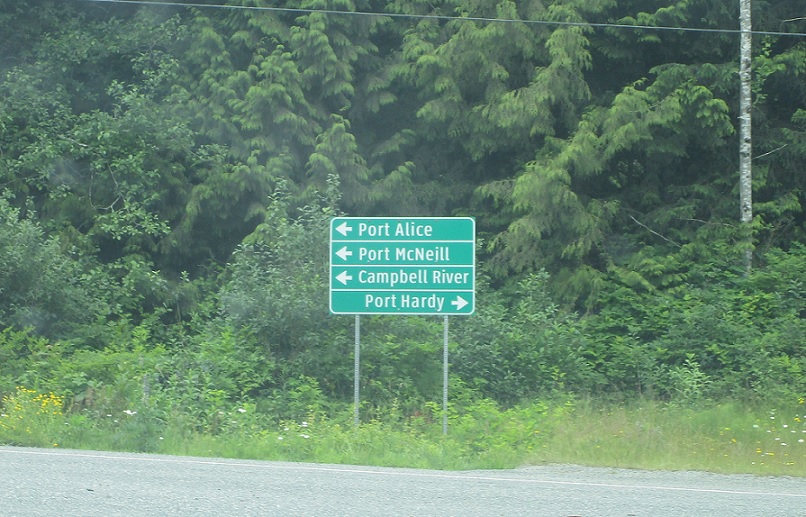 Port Alice
Port McNeill
Campbell River
Port Hardy